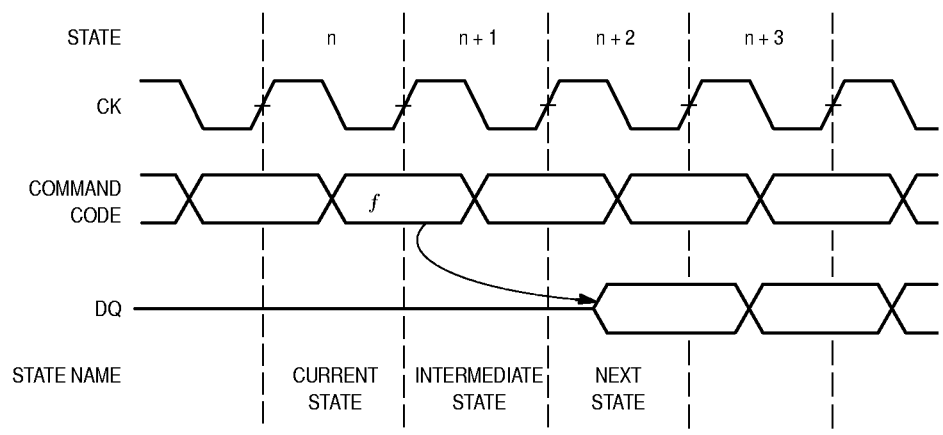 STATE n n + 1 n + 2 n + 3
CK
COMMAND
CODE
f
DQ
STATE NAME
CURRENT
STATE
INTERMEDIATE
STATE
NEXT
STATE